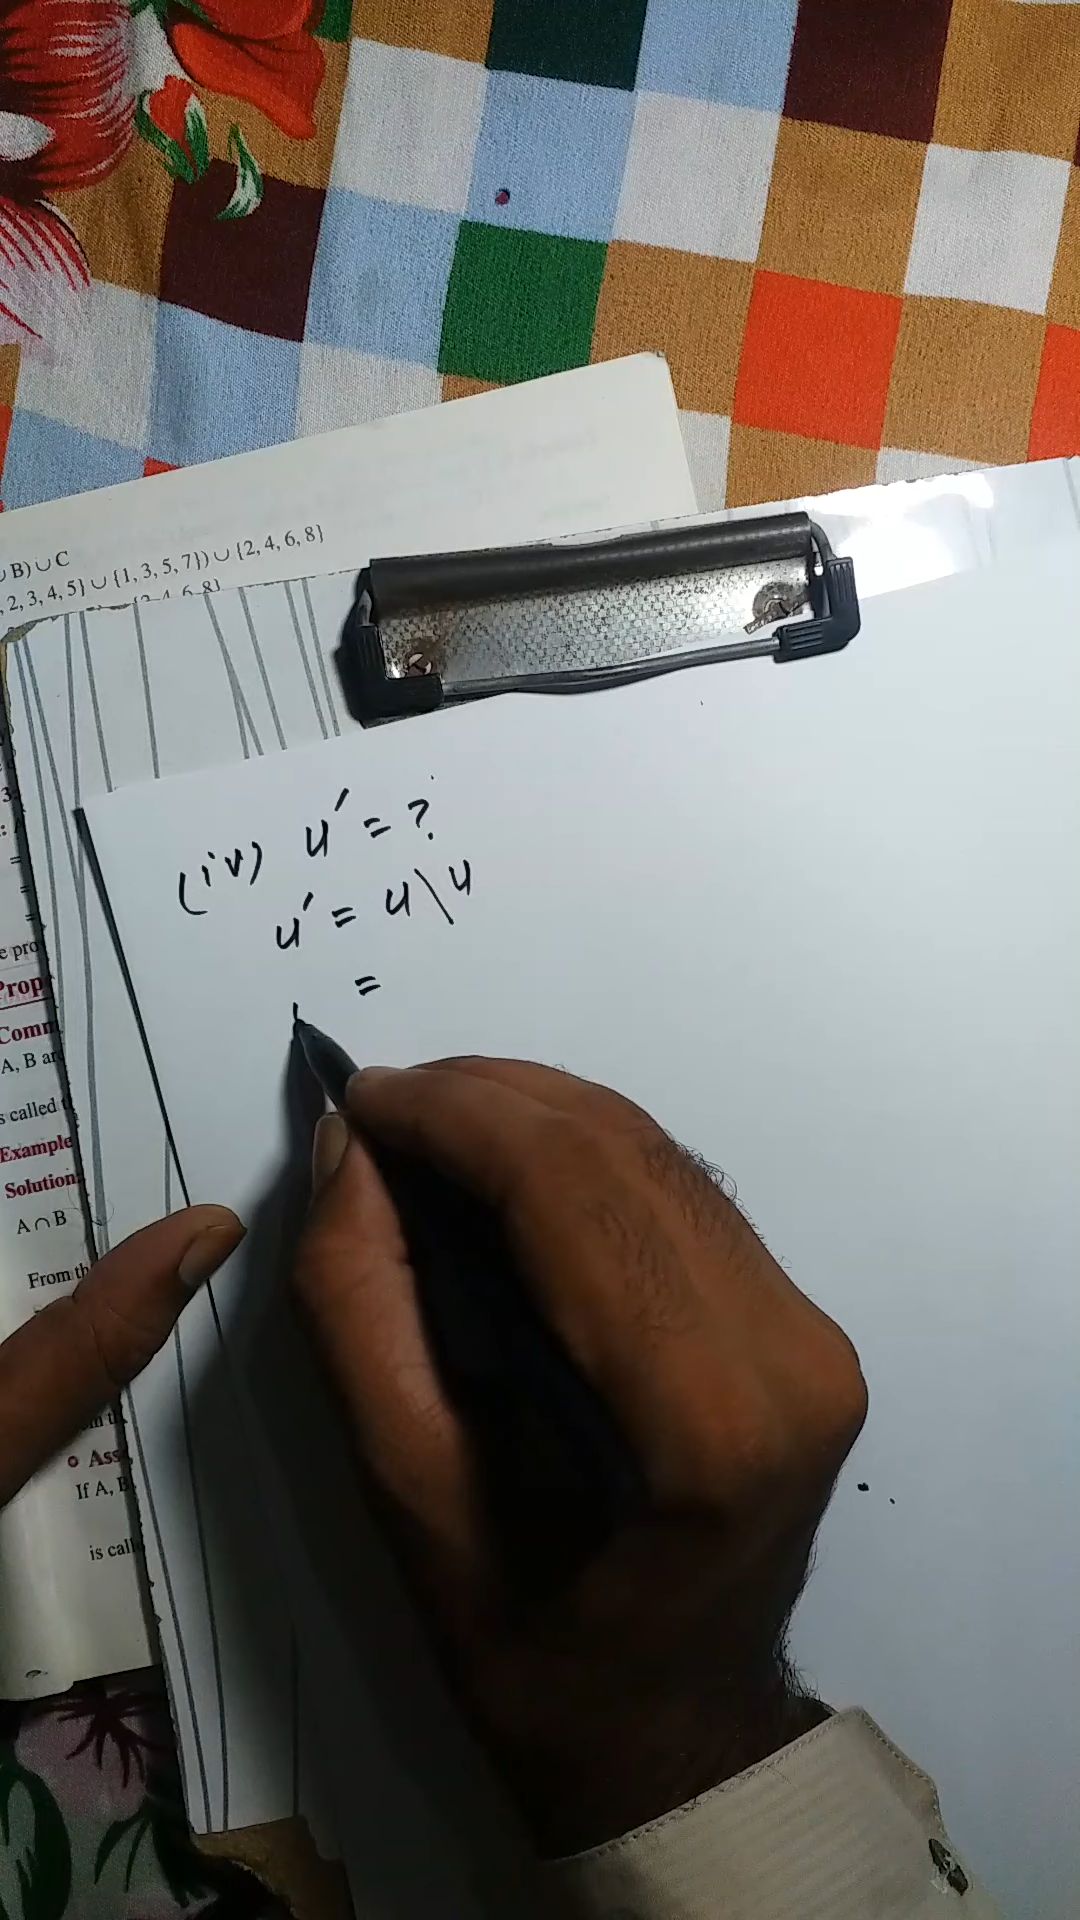 B) ∪ C
2, 3, 4, 5} ∪ {1, 3, 5, 7}) ∪ {2, 4, 6, 8}
(iv) u′ = ?
u′ = u \ u
=
Comm
A, B ar
s called
Example
Solution:
A ∩ B
From th
Ass
If A, B
is call